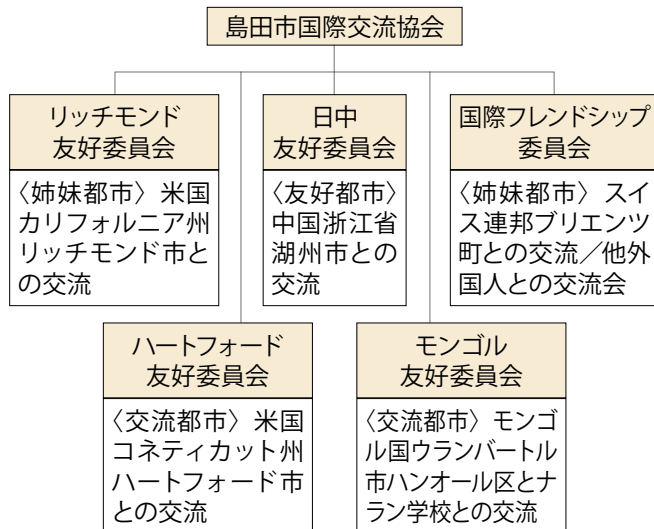 島田市国際交流協会
リッチモンド
友好委員会
〈姉妹都市〉米国
カリフォルニア州
リッチモンド市と
の交流
日中
友好委員会
〈友好都市〉
中国浙江省
湖州市との
交流
国際フレンドシップ
委員会
〈姉妹都市〉スイ
ス連邦ブリエンツ
町との交流／他外
国人との交流会
ハートフォード
友好委員会
〈交流都市〉米国
コネティカット州
ハートフォード市
との交流
モンゴル
友好委員会
〈交流都市〉モンゴ
ル国ウランバートル
市ハンオール区とナ
ラン学校との交流